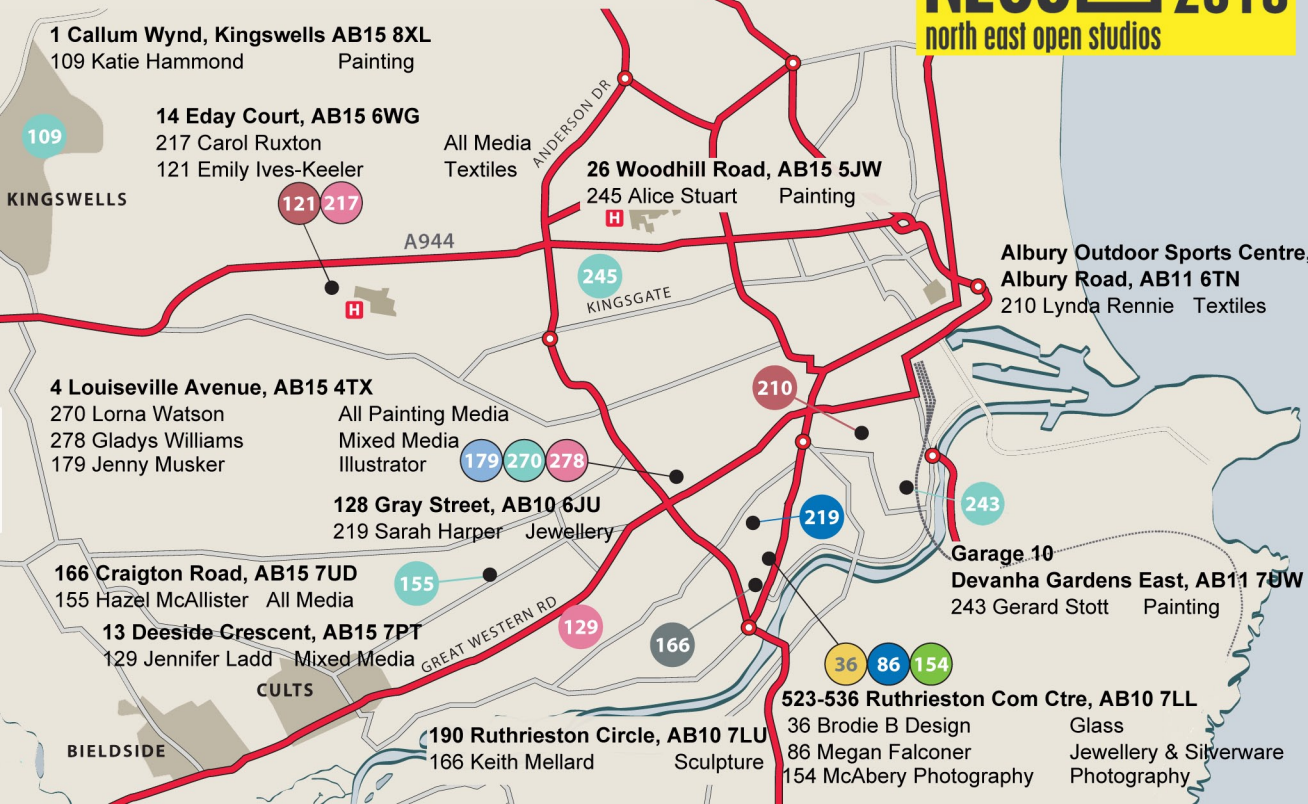 north east open studios
1 Callum Wynd, Kingswells AB15 8XL
109 Katie Hammond Painting
109
KINGSWELLS
14 Eday Court, AB15 6WG
217 Carol Ruxton All Media
121 Emily Ives-Keeler Textiles
121 217
ANDERSON DR
26 Woodhill Road, AB15 5JW
245 Alice Stuart Painting
H
A944
245
KINGSGATE
H
Albury Outdoor Sports Centre,
Albury Road, AB11 6TN
210 Lynda Rennie Textiles
210
4 Louiseville Avenue, AB15 4TX
270 Lorna Watson All Painting Media
278 Gladys Williams Mixed Media
179 Jenny Musker Illustrator
179 270 278
128 Gray Street, AB10 6JU
219 Sarah Harper Jewellery
219
243
Garage 10
Devanha Gardens East, AB11 7UW
243 Gerard Stott Painting
166 Craigton Road, AB15 7UD
155 Hazel McAllister All Media
155
13 Deeside Crescent, AB15 7PT
129 Jennifer Ladd Mixed Media
129
GREAT WESTERN RD
CULTS
BIELDSIDE
166
190 Ruthrieston Circle, AB10 7LU
166 Keith Mellard Sculpture
36 86 154
523-536 Ruthrieston Com Ctre, AB10 7LL
36 Brodie B Design Glass
86 Megan Falconer Jewellery & Silverware
154 McAbery Photography Photography